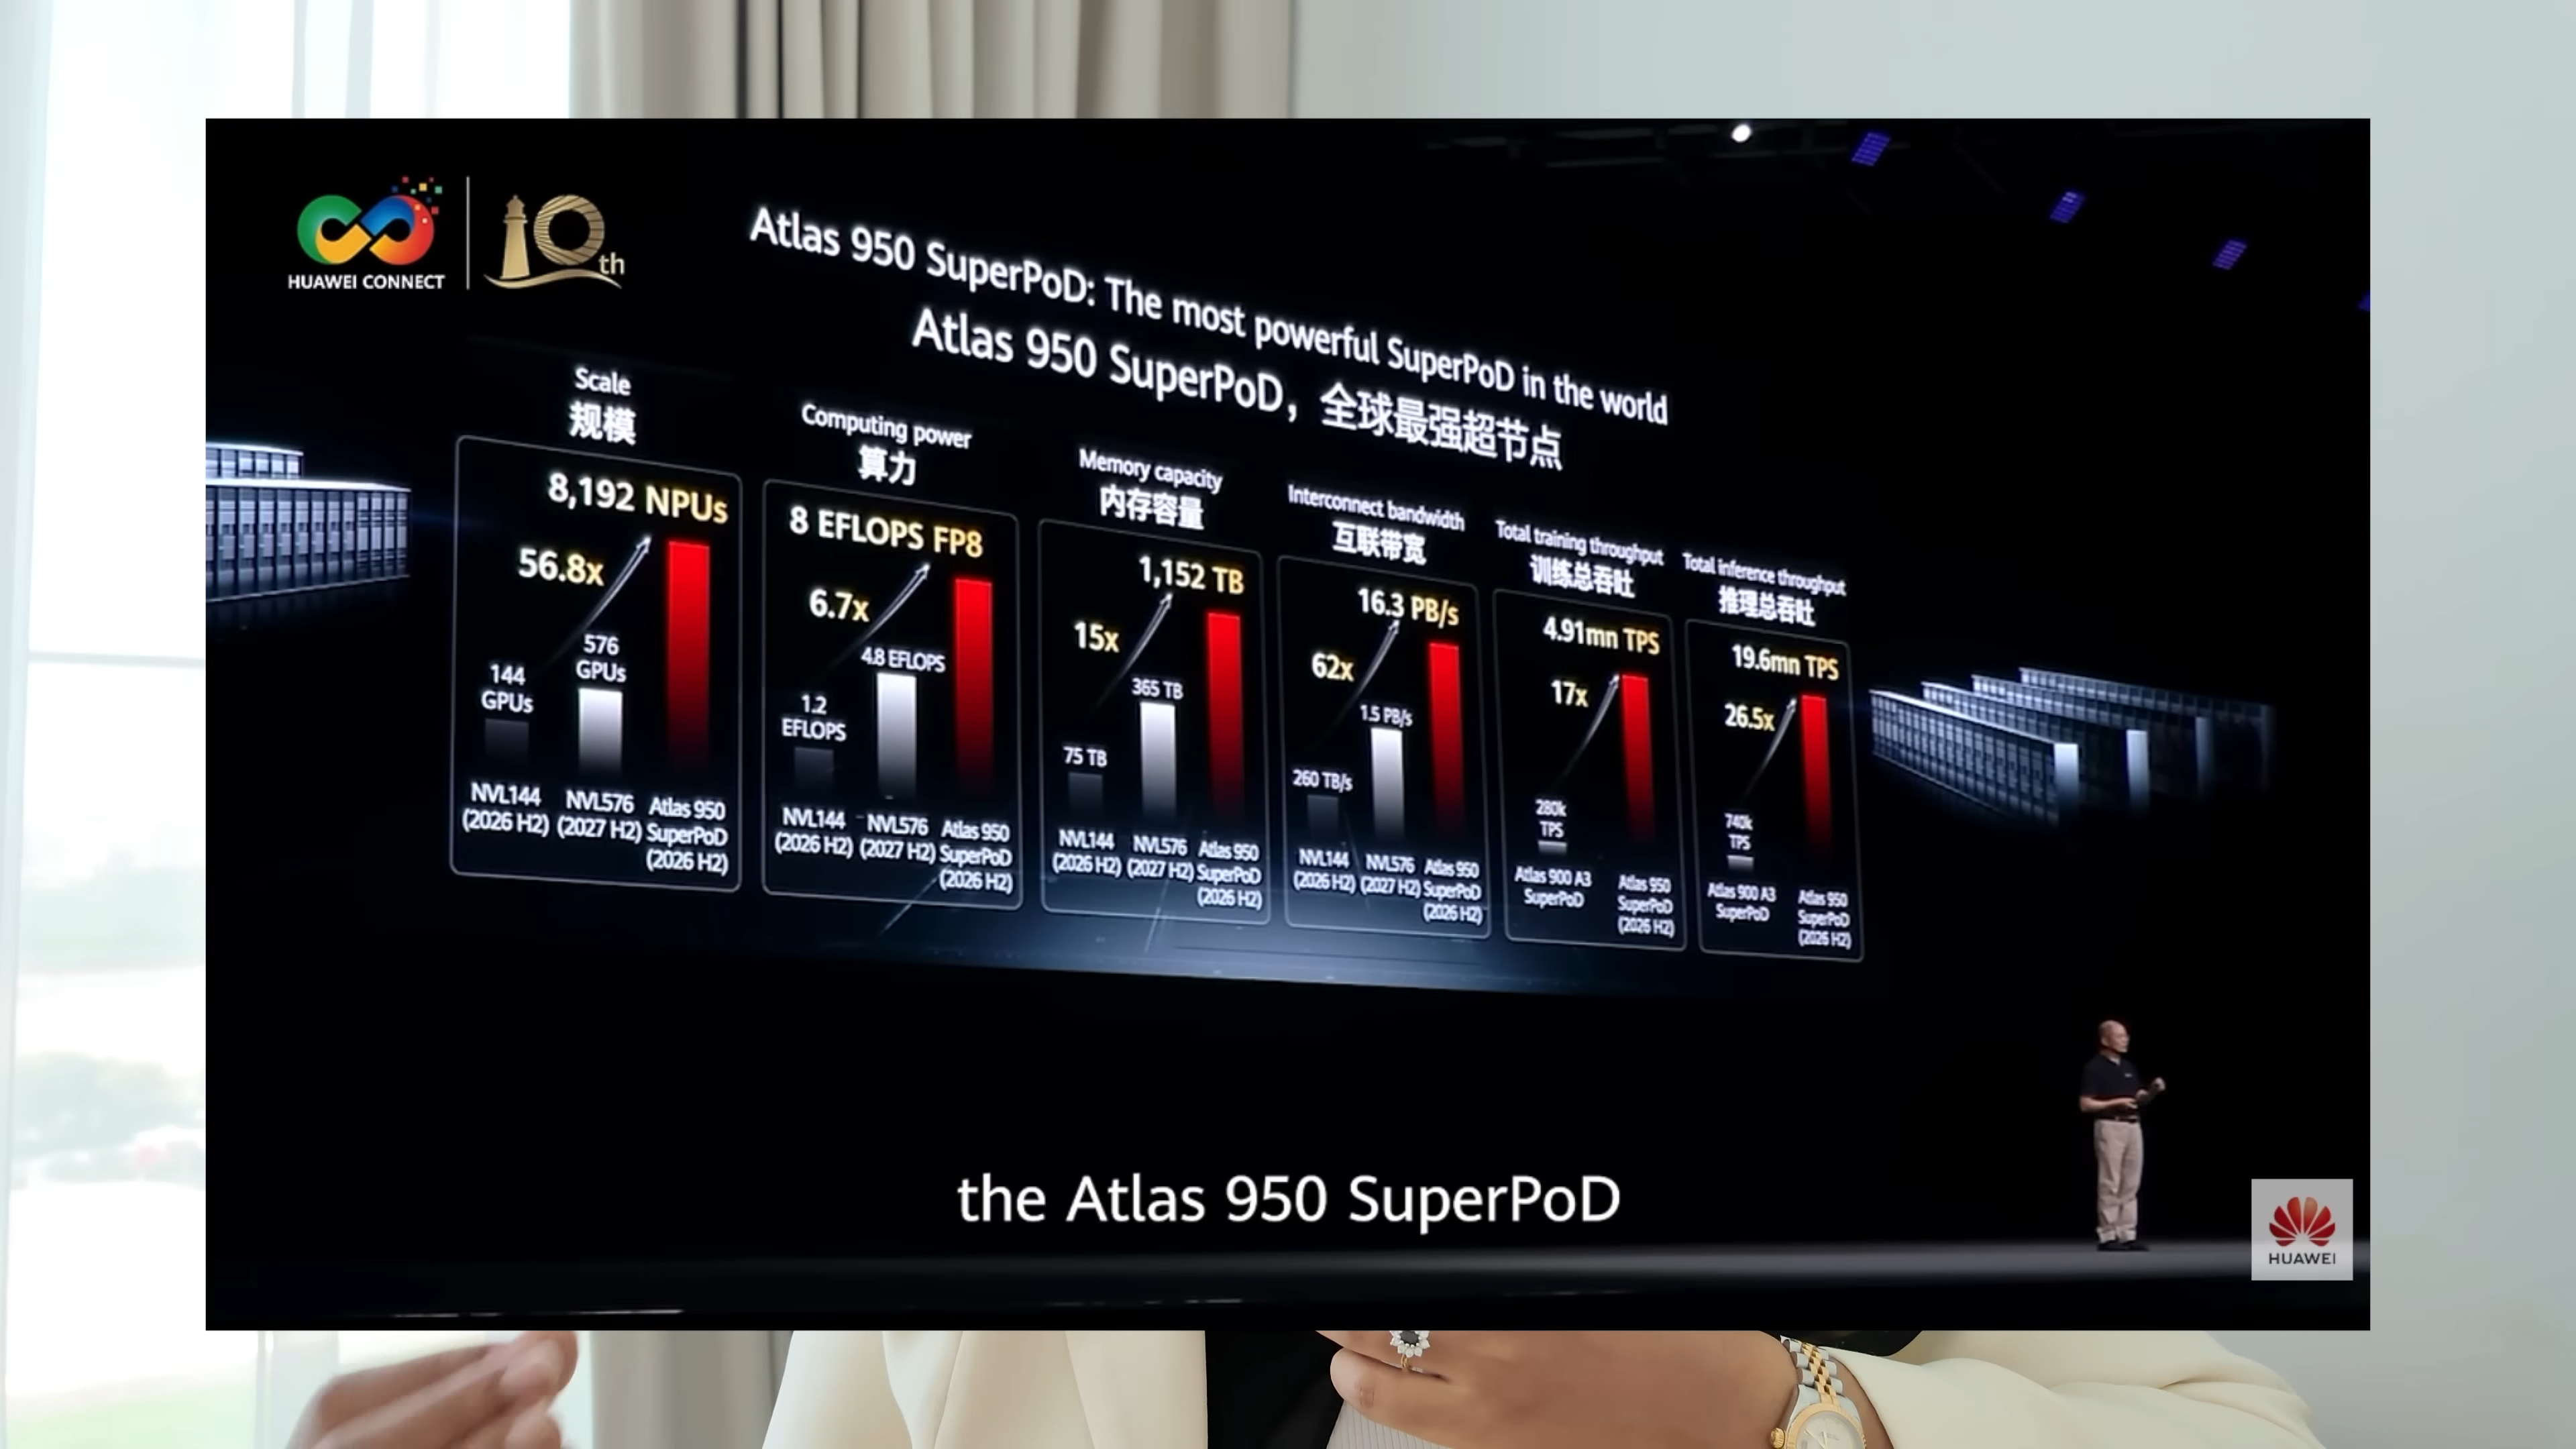 HUAWEI CONNECT
10th
Atlas 950 SuperPoD: The most powerful SuperPoD in the world
Atlas 950 SuperPoD，全球最强超节点
Scale
规模
8,192 NPUs
56.8x
576
GPUs
144
GPUs
NVL144
(2026 H2)
NVL576
(2027 H2)
Atlas 950
SuperPoD
(2026 H2)
Computing power
算力
8 EFLOPS FP8
6.7x
4.8 EFLOPS
1.2
EFLOPS
NVL144
(2026 H2)
NVL576
(2027 H2)
Atlas 950
SuperPoD
(2026 H2)
Memory capacity
内存容量
1,152 TB
15x
365 TB
75 TB
NVL144
(2026 H2)
NVL576
(2027 H2)
Atlas 950
SuperPoD
(2026 H2)
Interconnect bandwidth
互联带宽
16.3 PB/s
62x
1.5 PB/s
260 TB/s
NVL144
(2026 H2)
NVL576
(2027 H2)
Atlas 950
SuperPoD
(2026 H2)
Total training throughput
训练总吞吐
4.91mn TPS
17x
280k
TPS
Atlas 900 A3
SuperPoD
Atlas 950
SuperPoD
(2026 H2)
Total inference throughput
推理总吞吐
19.6mn TPS
26.5x
740k
TPS
Atlas 900 A3
SuperPoD
Atlas 950
SuperPoD
(2026 H2)
the Atlas 950 SuperPoD
HUAWEI